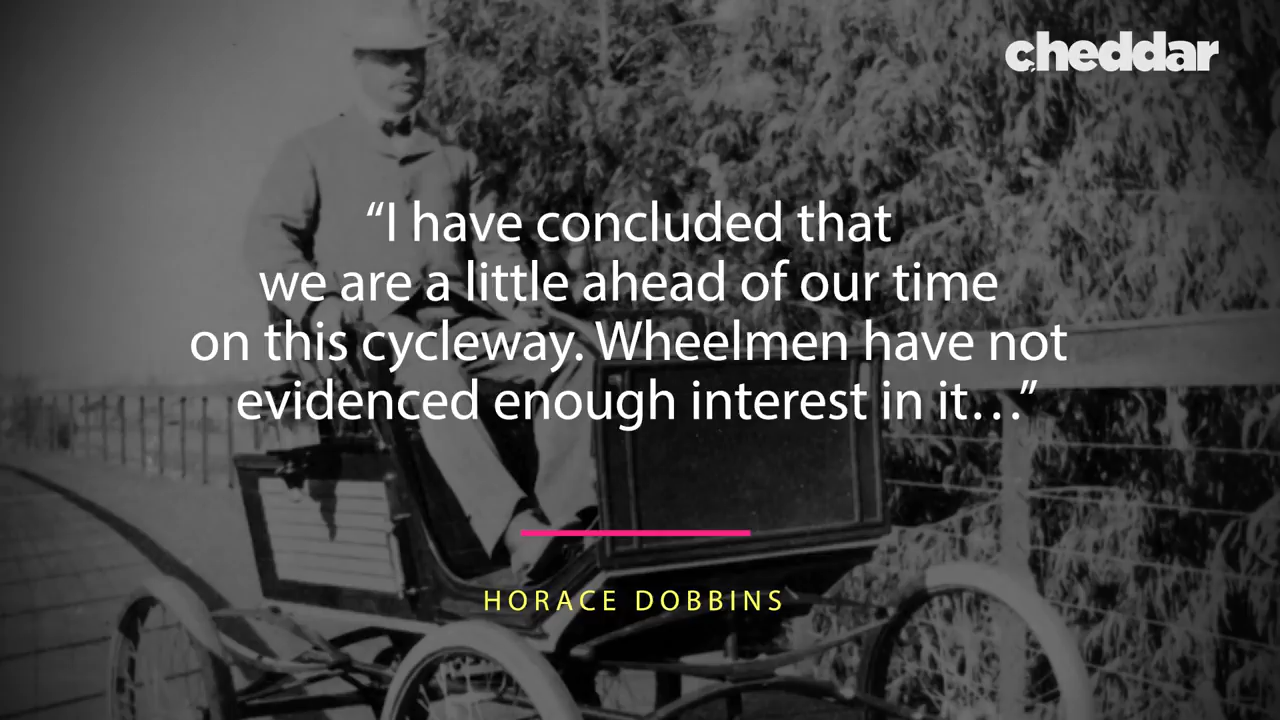 cheddar
“I have concluded that
we are a little ahead of our time
on this cycleway. Wheelmen have not
evidenced enough interest in it…”
HORACE DOBBINS